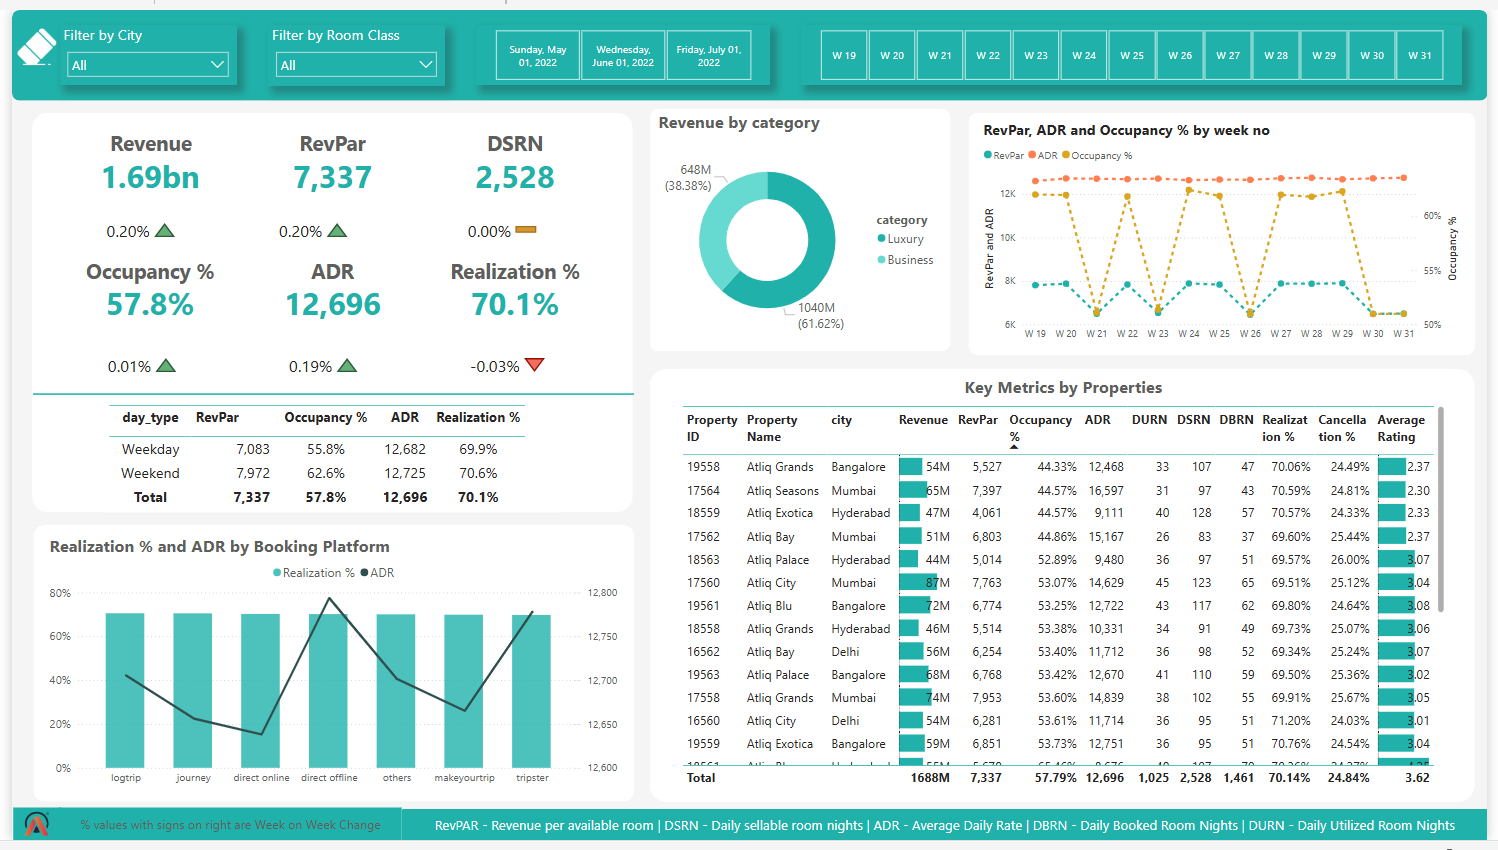 Filter by City
All
Filter by Room Class
All
Sunday, May
01, 2022
Wednesday,
June 01, 2022
Friday, July 01,
2022
W 19 W 20 W 21 W 22 W 23 W 24 W 25 W 26 W 27 W 28 W 29 W 30 W 31
Revenue RevPar DSRN
1.69bn 7,337 2,528
0.20% 0.20% 0.00%
Occupancy % ADR Realization %
57.8% 12,696 70.1%
0.01% 0.19% -0.03%
day_type RevPar Occupancy % ADR Realization %
Weekday 7,083 55.8% 12,682 69.9%
Weekend 7,972 62.6% 12,725 70.6%
Total 7,337 57.8% 12,696 70.1%
Revenue by category
648M
(38.38%)
category
Luxury
Business
1040M
(61.62%)
RevPar, ADR and Occupancy % by week no
RevPar ADR Occupancy %
RevPar and ADR
12K
10K
8K
6K
60%
55%
50%
Occupancy %
W 19 W 20 W 21 W 22 W 23 W 24 W 25 W 26 W 27 W 28 W 29 W 30 W 31
Realization % and ADR by Booking Platform
Realization % ADR
80% 12,800
60% 12,750
40% 12,700
20% 12,650
0% 12,600
logtrip journey direct online direct offline others makeyourtrip tripster
Key Metrics by Properties
Property Property city Revenue RevPar Occupancy ADR DURN DSRN DBRN Realizat Cancella Average
ID Name % ion % tion % Rating
19558 Atliq Grands Bangalore 54M 5,527 44.33% 12,468 33 107 47 70.06% 24.49% 2.37
17564 Atliq Seasons Mumbai 65M 7,397 44.57% 16,597 31 97 43 70.59% 24.81% 2.30
18559 Atliq Exotica Hyderabad 47M 4,061 44.57% 9,111 40 128 57 70.57% 24.33% 2.33
17562 Atliq Bay Mumbai 51M 6,803 44.86% 15,167 26 83 37 69.60% 25.44% 2.37
18563 Atliq Palace Hyderabad 44M 5,014 52.89% 9,480 36 97 51 69.57% 26.00% 3.07
17560 Atliq City Mumbai 87M 7,763 53.07% 14,629 45 123 65 69.51% 25.12% 3.04
19561 Atliq Blu Bangalore 72M 6,774 53.25% 12,722 43 117 62 69.80% 24.64% 3.08
18558 Atliq Grands Hyderabad 46M 5,514 53.38% 10,331 34 91 49 69.73% 25.07% 3.06
16562 Atliq Bay Delhi 56M 6,254 53.40% 11,712 36 98 52 69.34% 25.24% 3.07
19563 Atliq Palace Bangalore 68M 6,768 53.42% 12,670 41 110 59 69.50% 25.36% 3.02
17558 Atliq Grands Mumbai 74M 7,953 53.60% 14,839 38 102 55 69.91% 25.67% 3.05
16560 Atliq City Delhi 54M 6,281 53.61% 11,714 36 95 51 71.20% 24.03% 3.01
19559 Atliq Exotica Bangalore 59M 6,851 53.73% 12,751 36 95 51 70.76% 24.54% 3.04
Total 1688M 7,337 57.79% 12,696 1,025 2,528 1,461 70.14% 24.84% 3.62
% values with signs on right are Week on Week Change
RevPAR - Revenue per available room | DSRN - Daily sellable room nights | ADR - Average Daily Rate | DBRN - Daily Booked Room Nights | DURN - Daily Utilized Room Nights